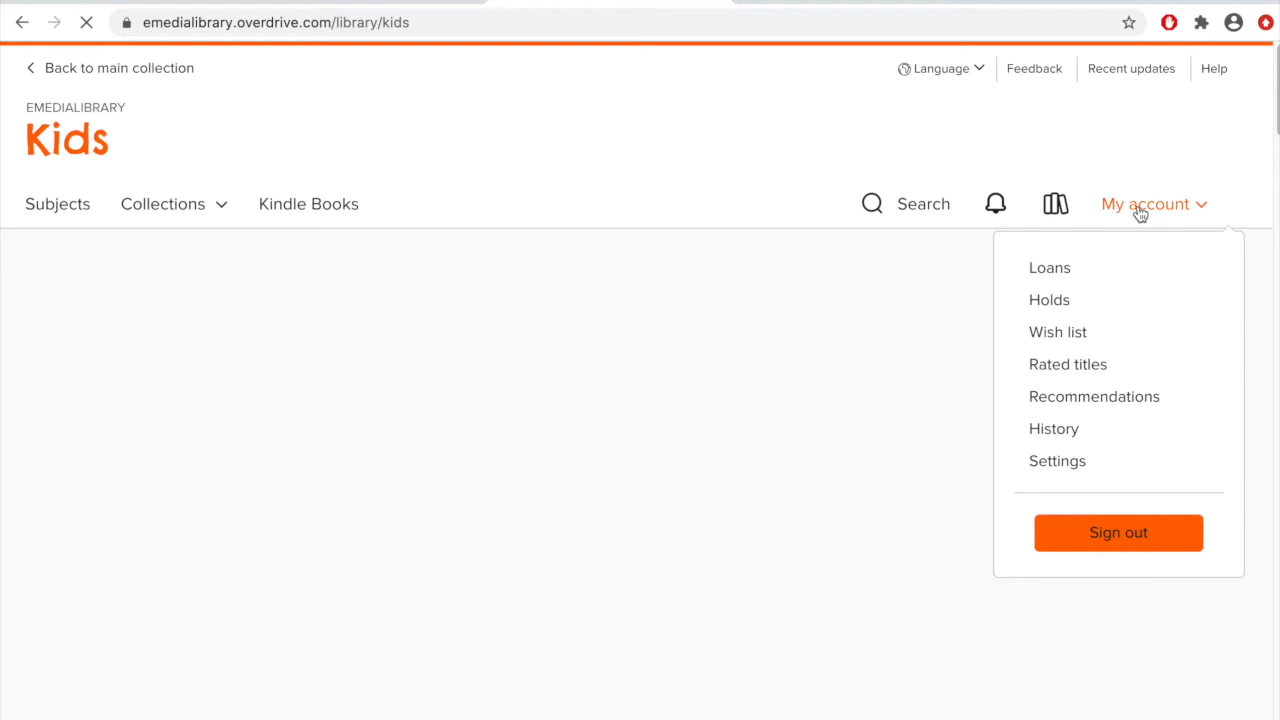 emedialibrary.overdrive.com/library/kids
Back to main collection
Language
Feedback
Recent updates
Help
EMEDIALIBRARY
Kids
Subjects
Collections
Kindle Books
Search
My account
Loans
Holds
Wish list
Rated titles
Recommendations
History
Settings
Sign out